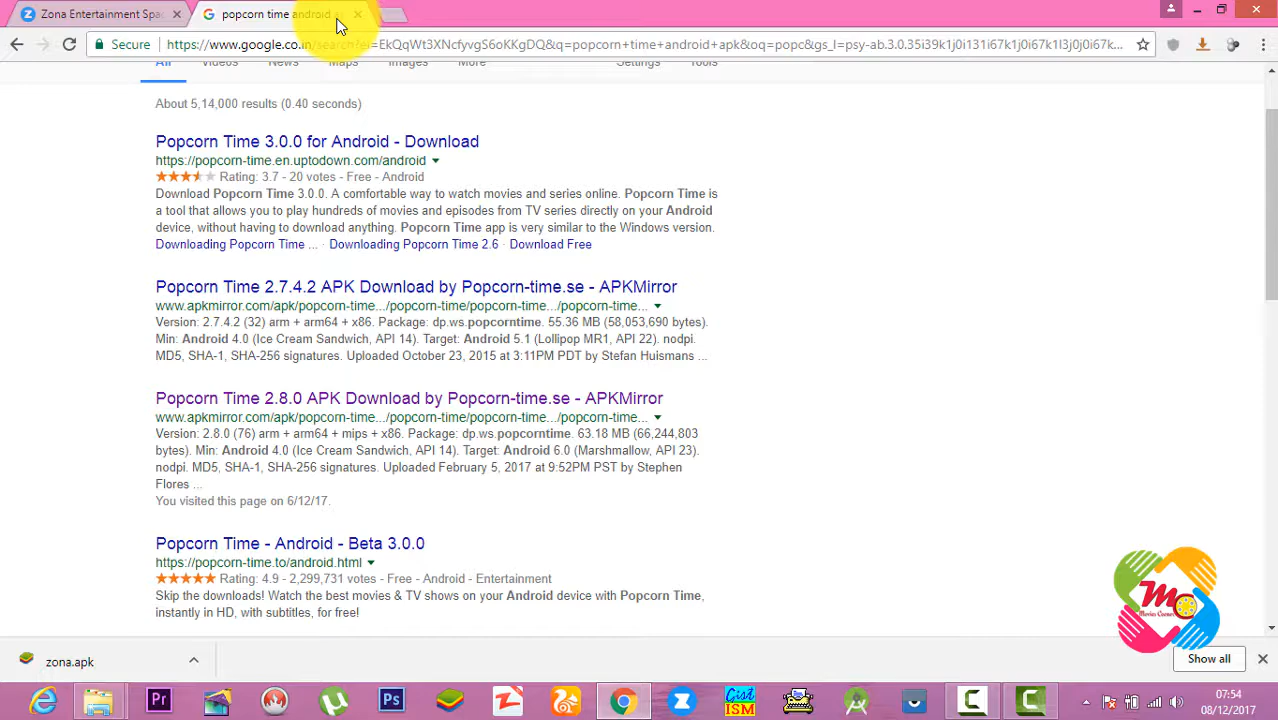 Zona Entertainment Spac
popcorn time android
Secure
https://www.google.co.in/search?ei=EkQqWt3XNcfyvgS6oKKgDQ&q=popcorn+time+android+apk&oq=popc&gs_l=psy-ab.3.0.35i39k1j0i131i67k1j0i67k1l3j0j0i67k...
All Videos News Maps Images More Settings Tools
About 5,14,000 results (0.40 seconds)
Popcorn Time 3.0.0 for Android - Download
https://popcorn-time.en.uptodown.com/android
Rating: 3.7 - 20 votes - Free - Android
Download Popcorn Time 3.0.0. A comfortable way to watch movies and series online. Popcorn Time is
a tool that allows you to play hundreds of movies and episodes from TV series directly on your Android
device, without having to download anything. Popcorn Time app is very similar to the Windows version.
Downloading Popcorn Time ... · Downloading Popcorn Time 2.6 · Download Free
Popcorn Time 2.7.4.2 APK Download by Popcorn-time.se - APKMirror
www.apkmirror.com/apk/popcorn-time.../popcorn-time/popcorn-time.../popcorn-time...
Version: 2.7.4.2 (32) arm + arm64 + x86. Package: dp.ws.popcorntime. 55.36 MB (58,053,690 bytes).
Min: Android 4.0 (Ice Cream Sandwich, API 14). Target: Android 5.1 (Lollipop MR1, API 22). nodpi.
MD5, SHA-1, SHA-256 signatures. Uploaded October 23, 2015 at 3:11PM PDT by Stefan Huismans ...
Popcorn Time 2.8.0 APK Download by Popcorn-time.se - APKMirror
www.apkmirror.com/apk/popcorn-time.../popcorn-time/popcorn-time.../popcorn-time...
Version: 2.8.0 (76) arm + arm64 + mips + x86. Package: dp.ws.popcorntime. 63.18 MB (66,244,803
bytes). Min: Android 4.0 (Ice Cream Sandwich, API 14). Target: Android 6.0 (Marshmallow, API 23).
nodpi. MD5, SHA-1, SHA-256 signatures. Uploaded February 5, 2017 at 9:52PM PST by Stephen
Flores ...
You visited this page on 6/12/17.
Popcorn Time - Android - Beta 3.0.0
https://popcorn-time.to/android.html
Rating: 4.9 - 2,299,731 votes - Free - Android - Entertainment
Skip the downloads! Watch the best movies & TV shows on your Android device with Popcorn Time,
instantly in HD, with subtitles, for free!
Movies Corner
zona.apk
Show all
Pr
Ps
Gist
ISM
07:54
08/12/2017